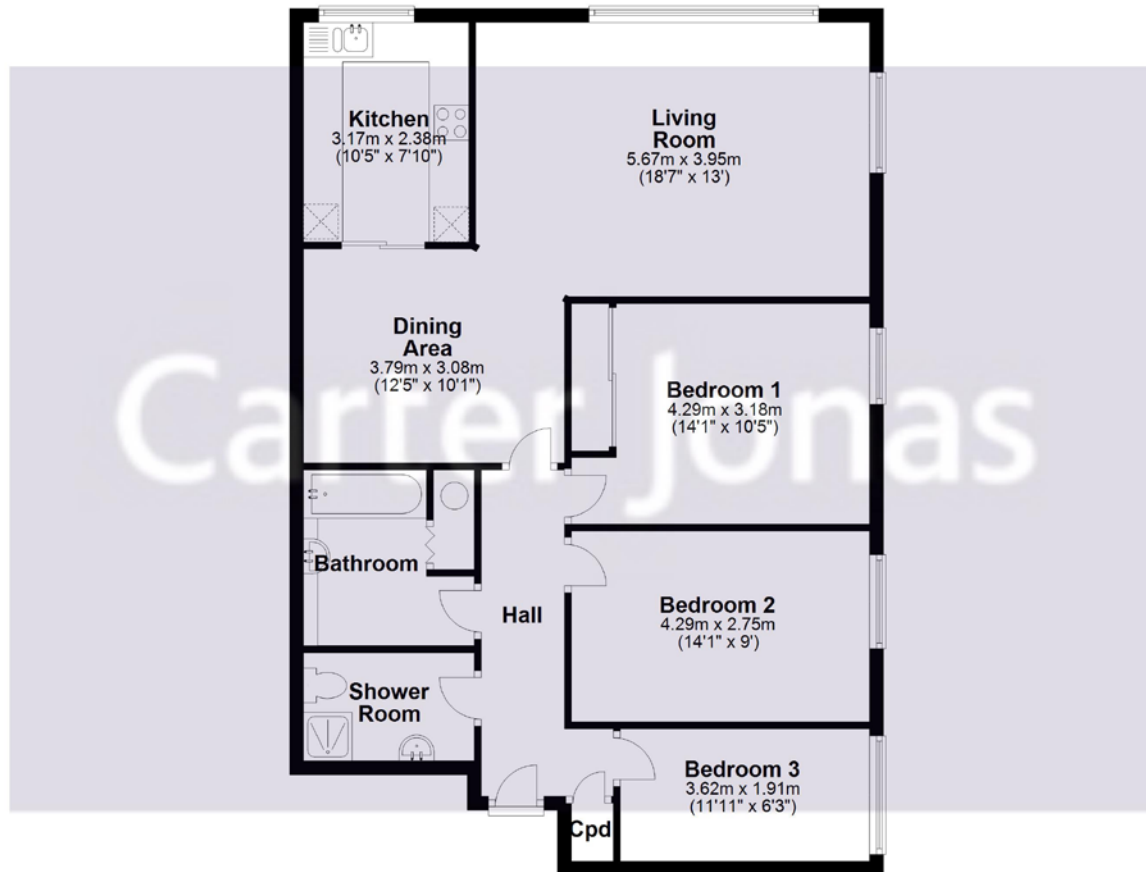 Kitchen
3.17m x 2.38m
(10'5" x 7'10")
Living
Room
5.67m x 3.95m
(18'7" x 13')
Dining
Area
3.79m x 3.08m
(12'5" x 10'1")
Bedroom 1
4.29m x 3.18m
(14'1" x 10'5")
Carter Jonas
Bathroom
Hall
Bedroom 2
4.29m x 2.75m
(14'1" x 9')
Shower
Room
Bedroom 3
3.62m x 1.91m
(11'11" x 6'3")
Cpd